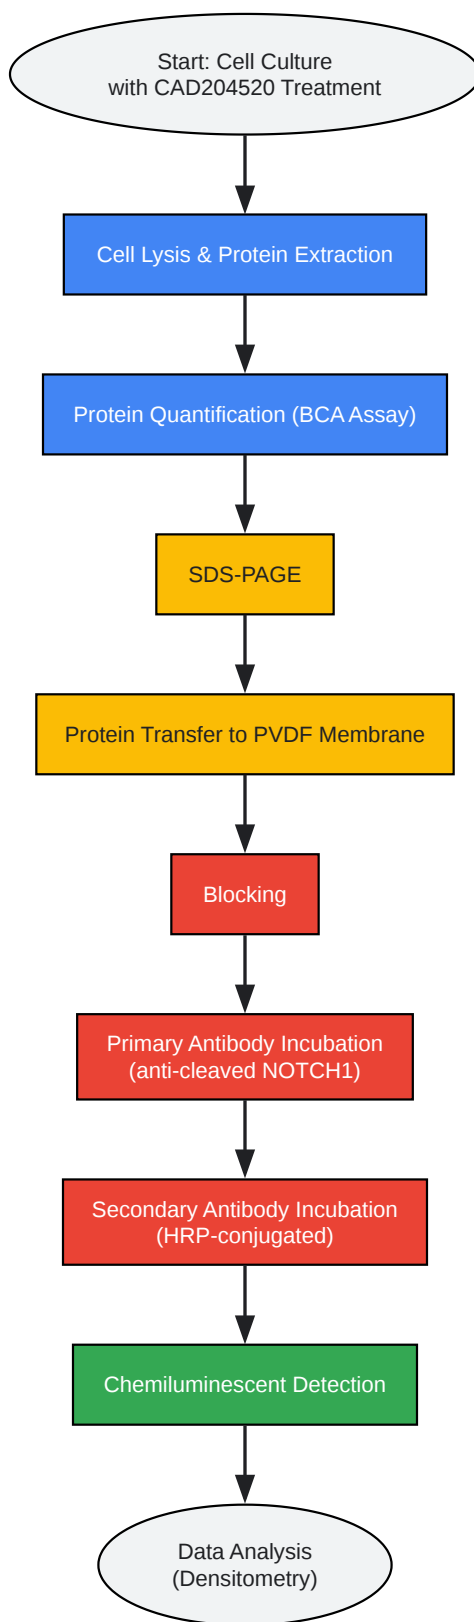 Start: Cell Culture
with CAD204520 Treatment
Cell Lysis & Protein Extraction
Protein Quantification (BCA Assay)
SDS-PAGE
Protein Transfer to PVDF Membrane
Blocking
Primary Antibody Incubation
(anti-cleaved NOTCH1)
Secondary Antibody Incubation
(HRP-conjugated)
Chemiluminescent Detection
Data Analysis
(Densitometry)